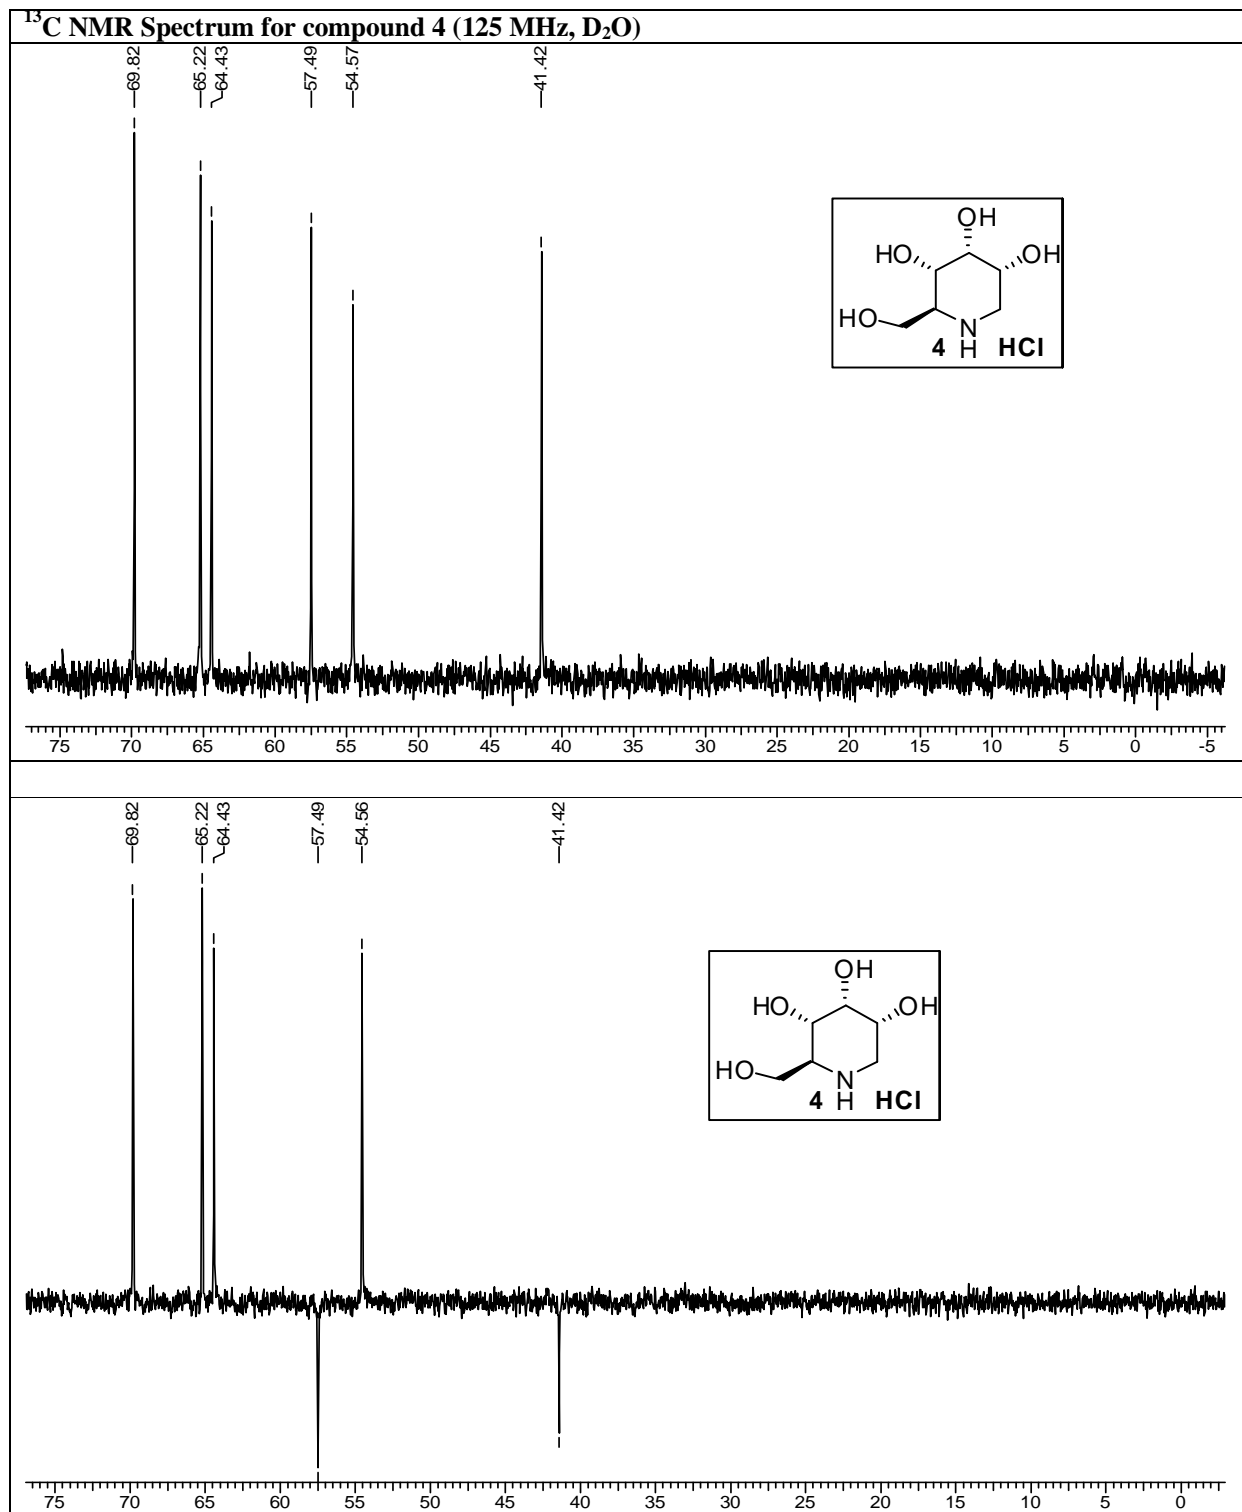 ¹³C NMR Spectrum for compound 4 (125 MHz, D₂O)
69.82 65.22 64.43 57.49 54.57 41.42
OH
HO OH
HO N
4 H HCl
75 70 65 60 55 50 45 40 35 30 25 20 15 10 5 0 -5
69.82 65.22 64.43 57.49 54.56 41.42
OH
HO OH
HO N
4 H HCl
75 70 65 60 55 50 45 40 35 30 25 20 15 10 5 0